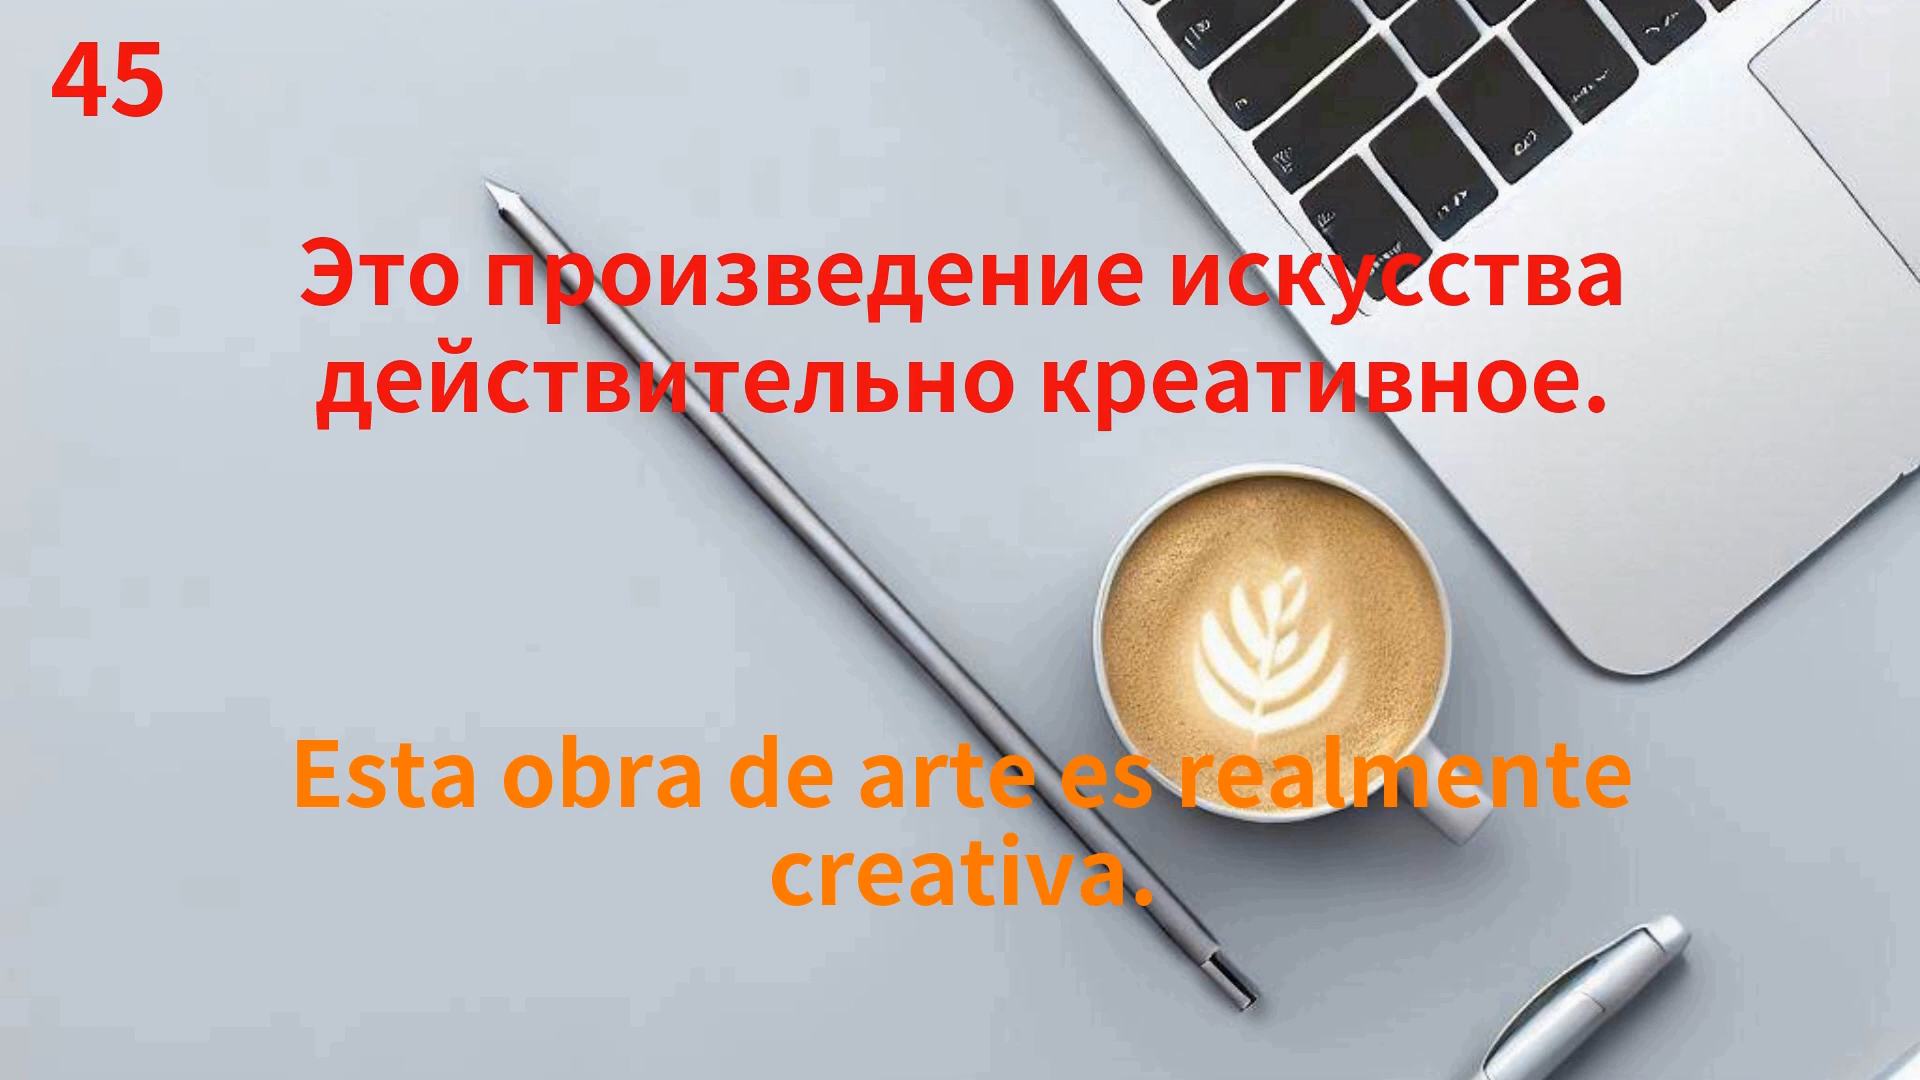 45
Это произведение искусства
действительно креативное.
Esta obra de arte es realmente
creativa.